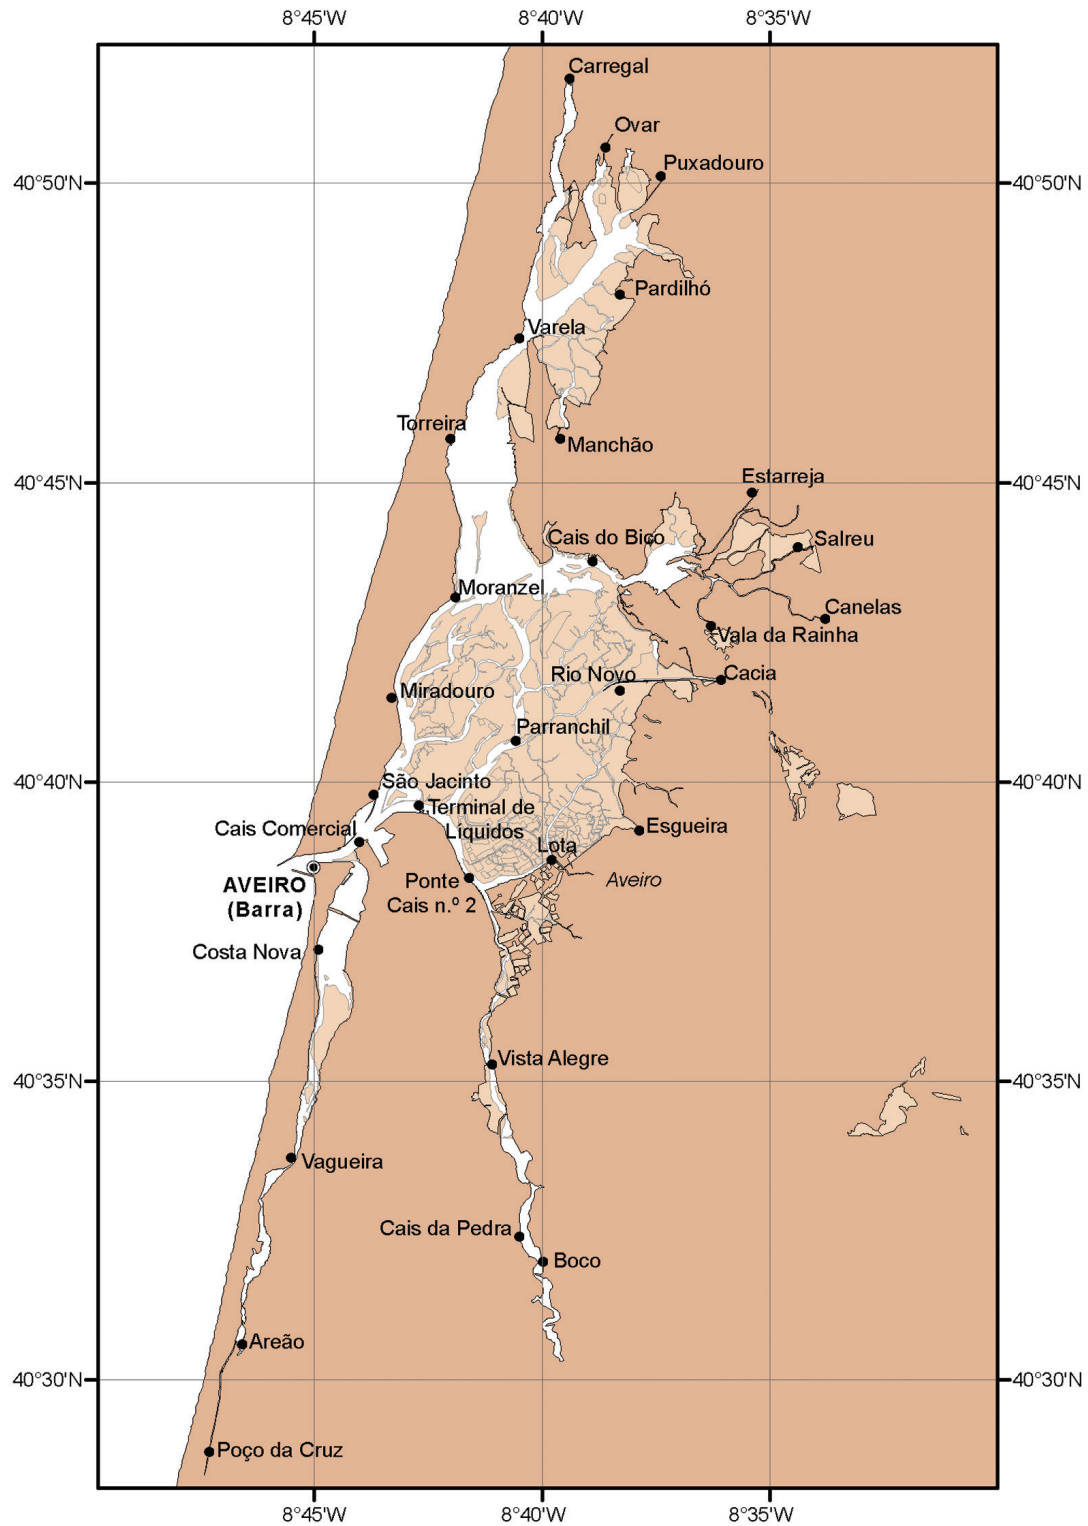 8°45'W
8°40'W
8°35'W
Carregal
Ovar
Puxadouro
40°50'N
40°50'N
Pardilhó
Varela
Torreira
Manchão
Estarreja
40°45'N
40°45'N
Cais do Bico
Salreu
Moranzel
Canelas
Vala da Rainha
Rio Novo
Cacia
Miradouro
Parranchil
40°40'N
São Jacinto
40°40'N
Terminal de
Líquidos
Cais Comercial
Esgueira
Lota
AVEIRO
(Barra)
Ponte
Cais n.º 2
Aveiro
Costa Nova
Vista Alegre
40°35'N
40°35'N
Vagueira
Cais da Pedra
Boco
Areão
40°30'N
40°30'N
Poço da Cruz
8°45'W
8°40'W
8°35'W